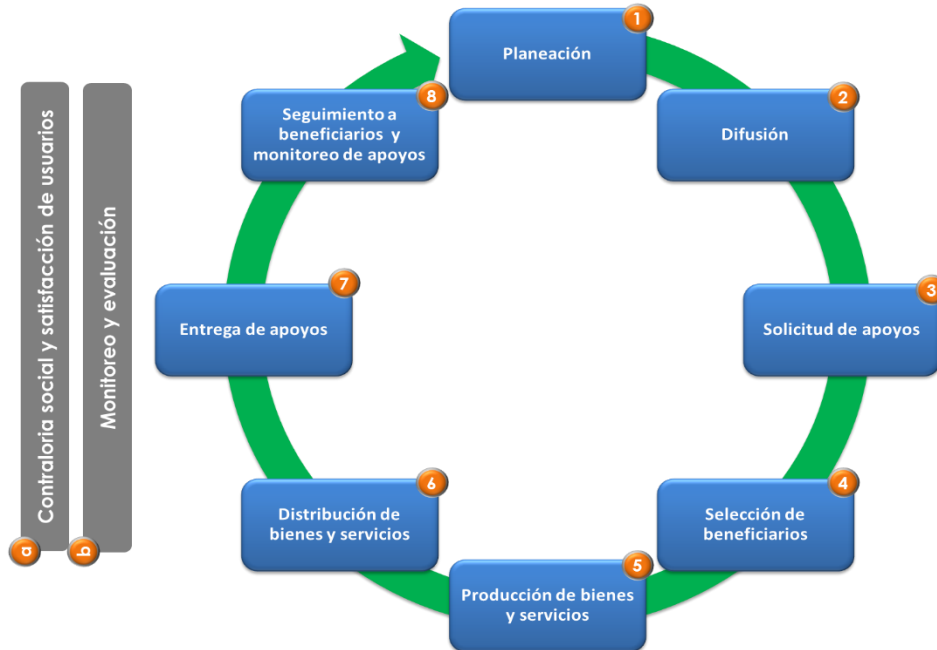 1
Planeación
2
Difusión
3
Solicitud de apoyos
4
Selección de
beneficiarios
5
Producción de bienes
y servicios
6
Distribución de
bienes y servicios
7
Entrega de apoyos
8
Seguimiento a
beneficiarios y
monitoreo de apoyos
a
Contraloria social y satisfacción de usuarios
b
Monitoreo y evaluación